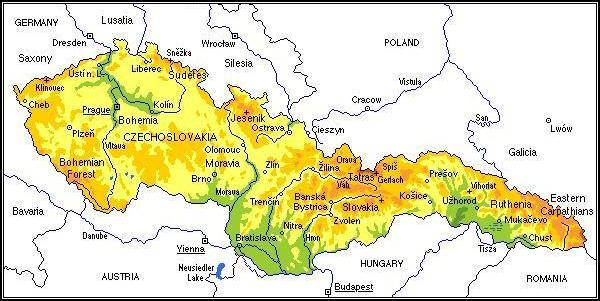 GERMANY
Lusatia
Dresden
Wrocław
POLAND
Saxony
Sněžka
Liberec
Ústí n. L
Sudetes
Silesia
Klínovec
Vistula
Cheb
Prague
Kolín
Jeseník
Cracow
San
Lwów
Bohemia
Ostrava
Cieszyn
Plzeň
CZECHOSLOVAKIA
Vltava
Olomouc
Galicia
Bohemian
Forest
Moravia
Zlín
Žilina
Orava
Spiš
Tatras
Gerlach
Prešov
Brno
Váh
Vihorlat
Eastern
Carpathians
Bavaria
Morava
Trenčín
Banská
Bystrica
Slovakia
Košice
Užhorod
Ruthenia
Mukačevo
Danube
Nitra
Zvolen
Hron
Chust
Vienna
Bratislava
Tisza
AUSTRIA
Neusiedler
Lake
HUNGARY
Budapest
ROMANIA